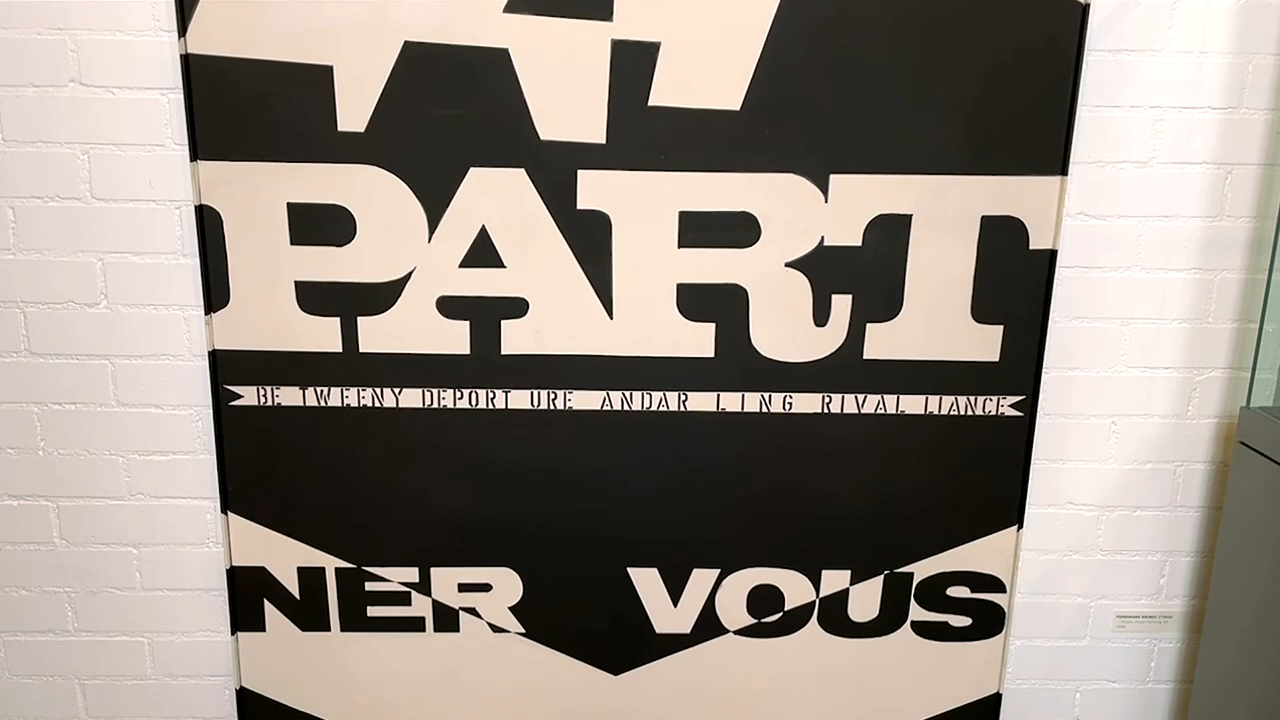 PART
BE TWEENY DEPORT URE ANDAR LING RIVAL LIANCE
NER VOUS